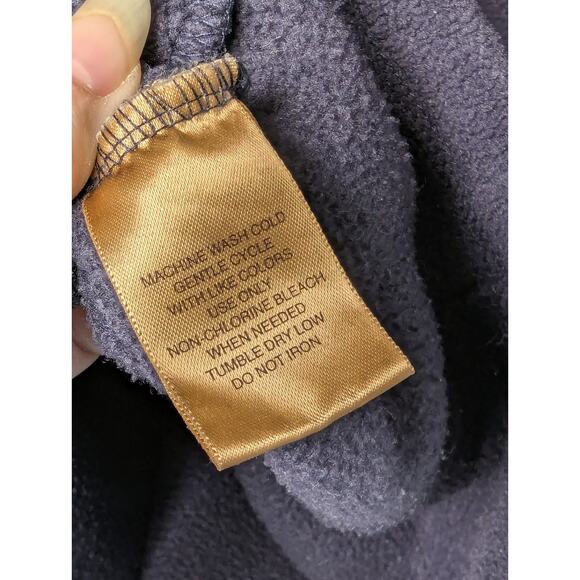 MACHINE WASH COLD
GENTLE CYCLE
WITH LIKE COLORS
USE ONLY
NON-CHLORINE BLEACH
WHEN NEEDED
TUMBLE DRY LOW
DO NOT IRON